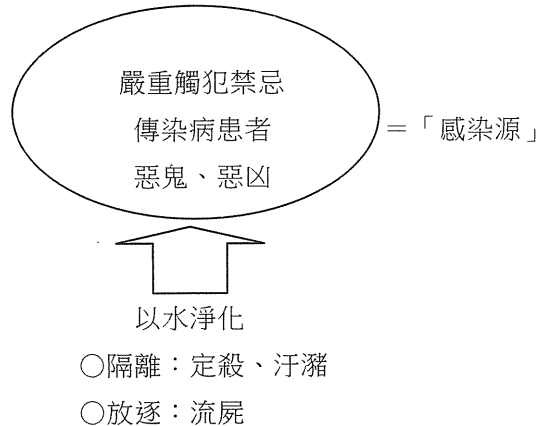 嚴重觸犯禁忌
傳染病患者
＝「感染源」
惡鬼、惡凶
以水淨化
○隔離：定殺、汙瀦
○放逐：流屍